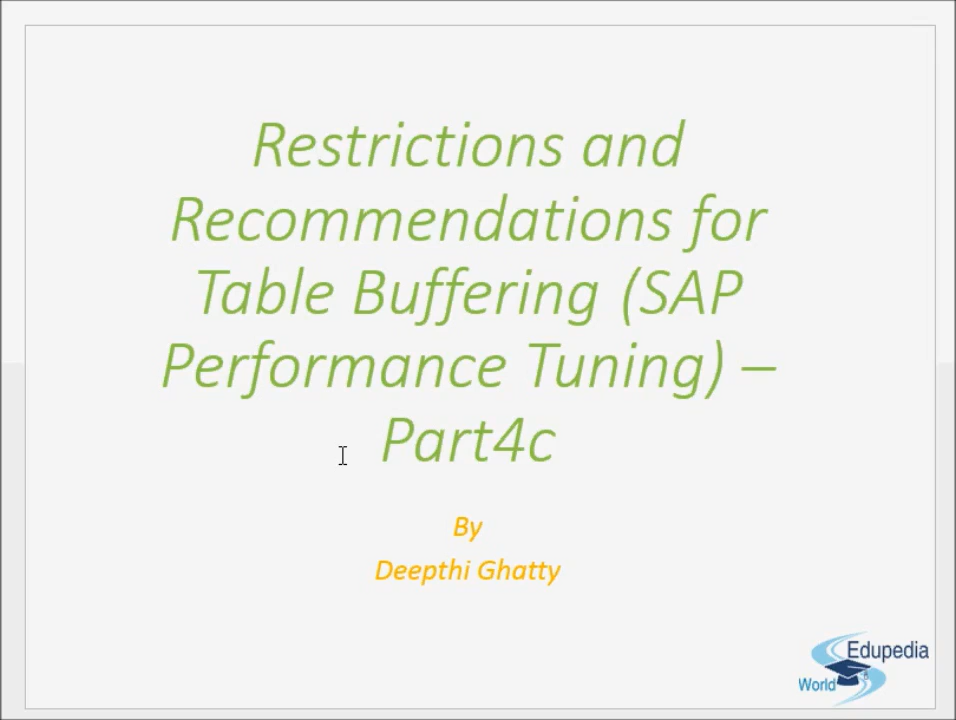 Restrictions and
Recommendations for
Table Buffering (SAP
Performance Tuning) –
Part4c
By
Deepthi Ghatty
Edupedia
World